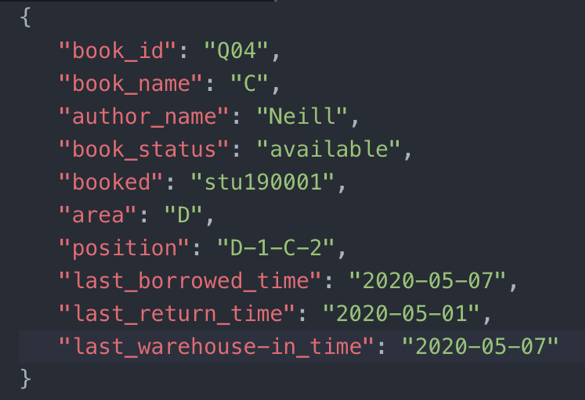 {
"book_id": "Q04",
"book_name": "C",
"author_name": "Neill",
"book_status": "available",
"booked": "stu190001",
"area": "D",
"position": "D-1-C-2",
"last_borrowed_time": "2020-05-07",
"last_return_time": "2020-05-01",
"last_warehouse-in_time": "2020-05-07"
}